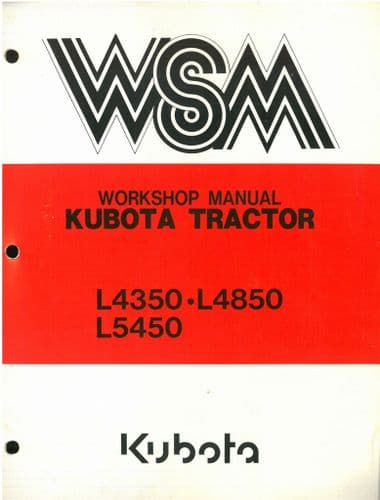 WSM
WORKSHOP MANUAL
KUBOTA TRACTOR
L4350•L4850
L5450
Kubota